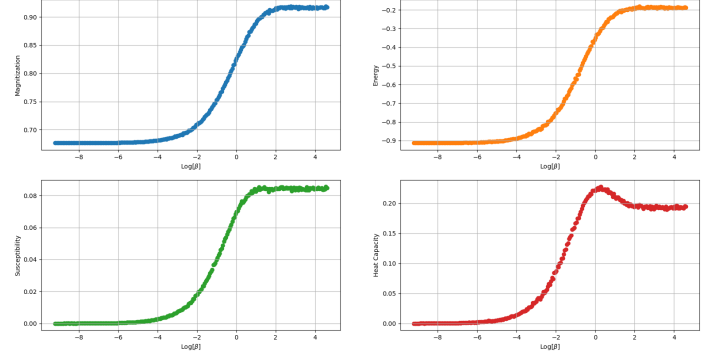 0.90
0.85
0.80
0.75
0.70
Magnitization
−8 −6 −4 −2 0 2 4
Log[β]
−0.2
−0.3
−0.4
−0.5
−0.6
−0.7
−0.8
−0.9
Energy
−8 −6 −4 −2 0 2 4
Log[β]
0.08
0.06
0.04
0.02
0.00
Susceptibility
−8 −6 −4 −2 0 2 4
Log[β]
0.20
0.15
0.10
0.05
0.00
Heat Capacity
−8 −6 −4 −2 0 2 4
Log[β]